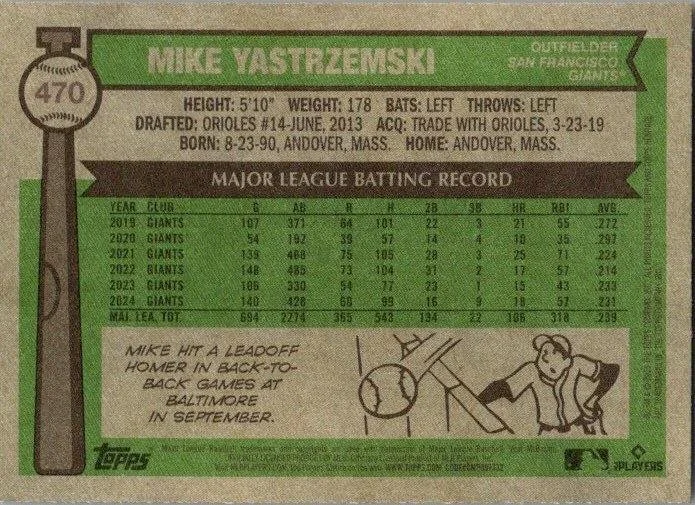 470
MIKE YASTRZEMSKI
OUTFIELDER
SAN FRANCISCO
GIANTS®
HEIGHT: 5'10" WEIGHT: 178 BATS: LEFT THROWS: LEFT
DRAFTED: ORIOLES #14-JUNE, 2013 ACQ: TRADE WITH ORIOLES, 3-23-19
BORN: 8-23-90, ANDOVER, MASS. HOME: ANDOVER, MASS.
MAJOR LEAGUE BATTING RECORD
YEAR CLUB G AB R H 2B 3B HR RBI AVG.
2019 GIANTS 107 371 64 101 22 3 21 55 .272
2020 GIANTS 54 192 39 57 14 4 10 35 .297
2021 GIANTS 139 468 75 105 28 3 25 71 .224
2022 GIANTS 148 485 73 104 31 2 17 57 .214
2023 GIANTS 106 330 54 77 23 1 15 43 .233
2024 GIANTS 140 428 60 99 16 9 18 57 .231
MAJ. LEA. TOT. 694 2274 365 543 134 22 106 318 .239
MIKE HIT A LEADOFF
HOMER IN BACK-TO-
BACK GAMES AT
BALTIMORE
IN SEPTEMBER.
TOPPS
PLAYERS